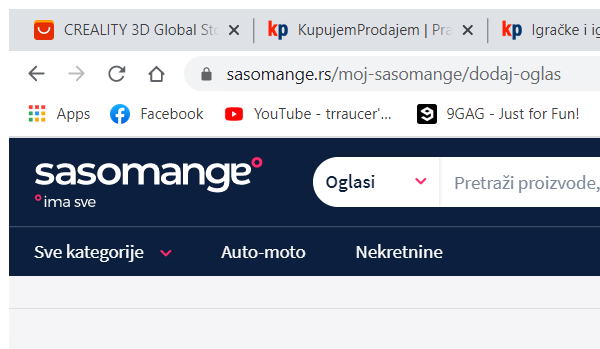 CREALITY 3D Global Sto
kp KupujemProdajem | Pra
kp Igračke i ig
sasomange.rs/moj-sasomange/dodaj-oglas
Apps Facebook YouTube - trraucer'... 9GAG - Just for Fun!
sasomange
ima sve
Oglasi Pretraži proizvode,
Sve kategorije Auto-moto Nekretnine